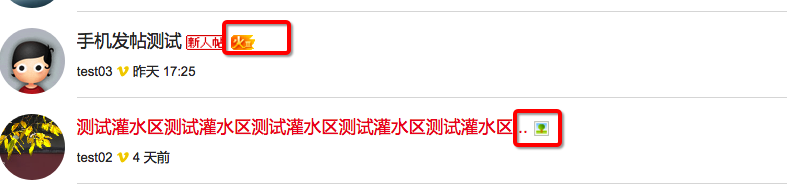 手机发帖测试 新人帖 火
test03 昨天 17:25
测试灌水区测试灌水区测试灌水区测试灌水区测试灌水区...
test02 4 天前